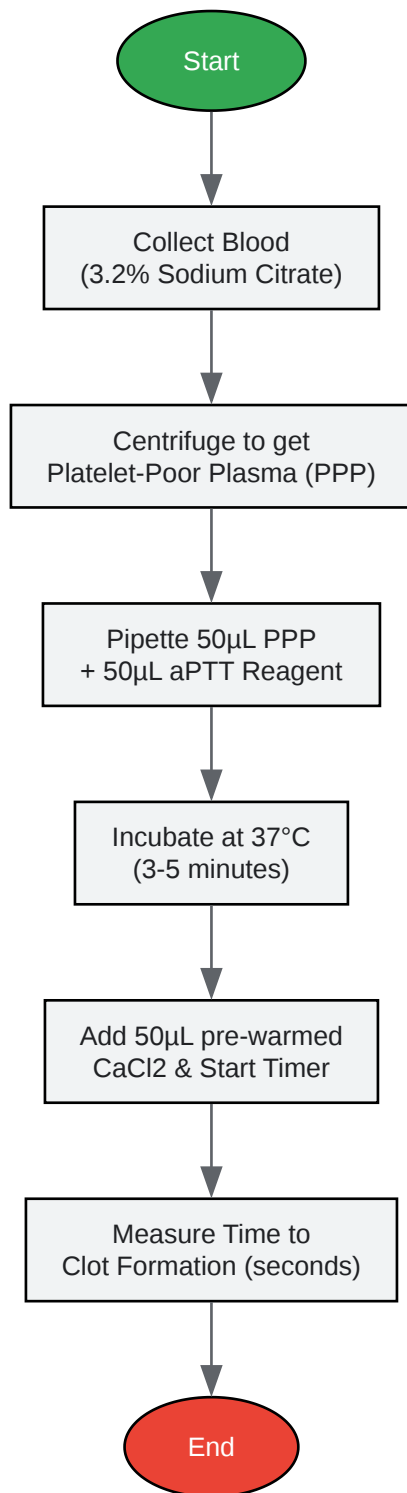 Start
Collect Blood
(3.2% Sodium Citrate)
Centrifuge to get
Platelet-Poor Plasma (PPP)
Pipette 50µL PPP
+ 50µL aPTT Reagent
Incubate at 37°C
(3-5 minutes)
Add 50µL pre-warmed
CaCl2 & Start Timer
Measure Time to
Clot Formation (seconds)
End